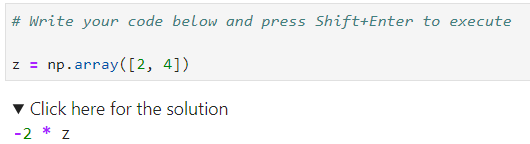 # Write your code below and press Shift+Enter to execute
z = np.array([2, 4])
▼ Click here for the solution
-2 * z